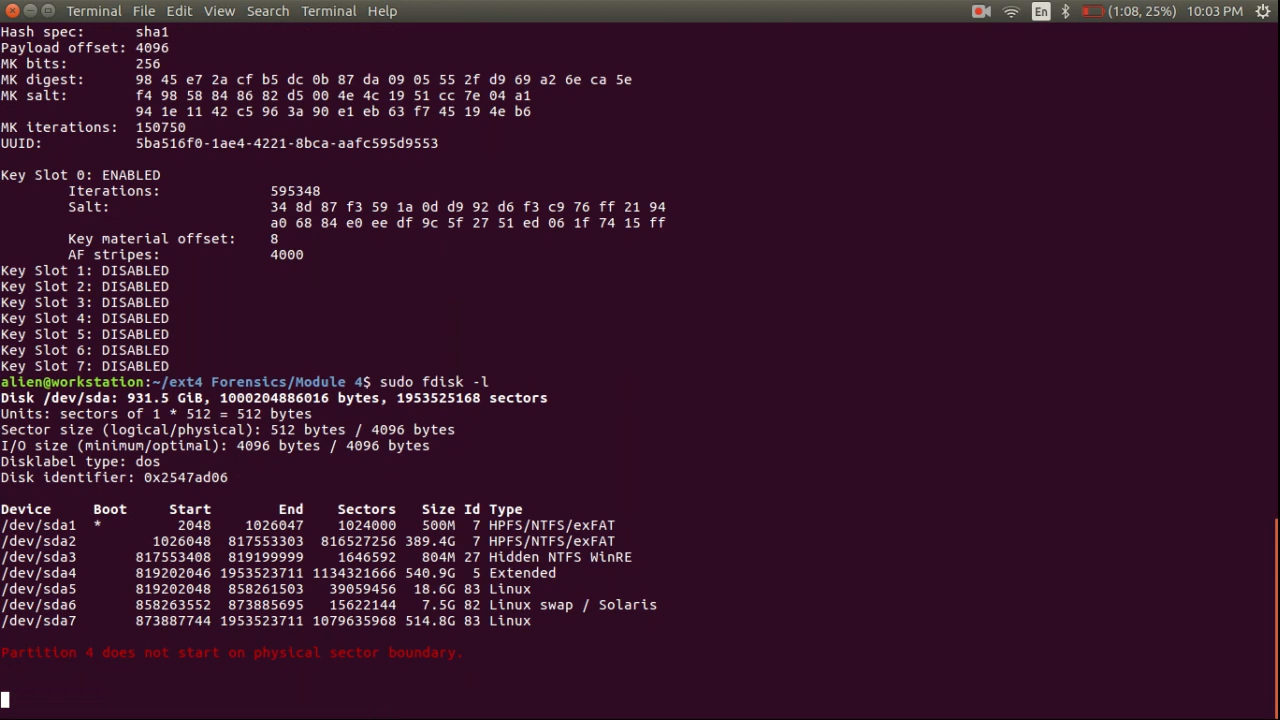 Terminal File Edit View Search Terminal Help En (1:08, 25%) 10:03 PM
Hash spec: sha1
Payload offset: 4096
MK bits: 256
MK digest: 98 45 e7 2a cf b5 dc 0b 87 da 09 05 55 2f d9 69 a2 6e ca 5e
MK salt: f4 98 58 84 86 82 d5 00 4e 4c 19 51 cc 7e 04 a1
94 1e 11 42 c5 96 3a 90 e1 eb 63 f7 45 19 4e b6
MK iterations: 150750
UUID: 5ba516f0-1ae4-4221-8bca-aafc595d9553
Key Slot 0: ENABLED
Iterations: 595348
Salt: 34 8d 87 f3 59 1a 0d d9 92 d6 f3 c9 76 ff 21 94
a0 68 84 e0 ee df 9c 5f 27 51 ed 06 1f 74 15 ff
Key material offset: 8
AF stripes: 4000
Key Slot 1: DISABLED
Key Slot 2: DISABLED
Key Slot 3: DISABLED
Key Slot 4: DISABLED
Key Slot 5: DISABLED
Key Slot 6: DISABLED
Key Slot 7: DISABLED
alien@workstation:~/ext4 Forensics/Module 4$ sudo fdisk -l
Disk /dev/sda: 931.5 GiB, 1000204886016 bytes, 1953525168 sectors
Units: sectors of 1 * 512 = 512 bytes
Sector size (logical/physical): 512 bytes / 4096 bytes
I/O size (minimum/optimal): 4096 bytes / 4096 bytes
Disklabel type: dos
Disk identifier: 0x2547ad06
Device Boot Start End Sectors Size Id Type
/dev/sda1 * 2048 1026047 1024000 500M 7 HPFS/NTFS/exFAT
/dev/sda2 1026048 817553303 816527256 389.4G 7 HPFS/NTFS/exFAT
/dev/sda3 817553408 819199999 1646592 804M 27 Hidden NTFS WinRE
/dev/sda4 819202046 1953523711 1134321666 540.9G 5 Extended
/dev/sda5 819202048 858261503 39059456 18.6G 83 Linux
/dev/sda6 858263552 873885695 15622144 7.5G 82 Linux swap / Solaris
/dev/sda7 873887744 1953523711 1079635968 514.8G 83 Linux
Partition 4 does not start on physical sector boundary.